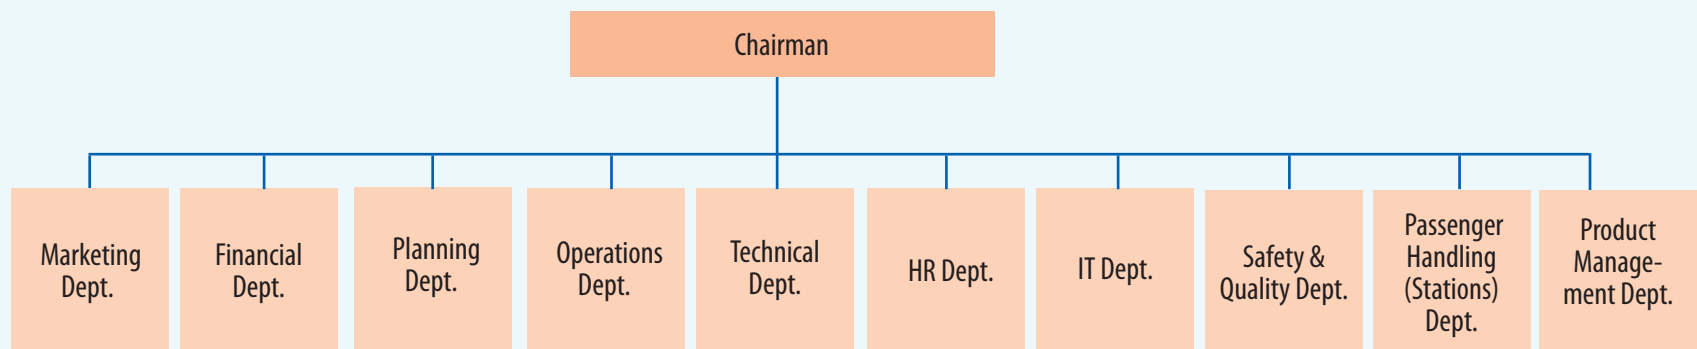 Chairman
Marketing
Dept.
Financial
Dept.
Planning
Dept.
Operations
Dept.
Technical
Dept.
HR Dept.
IT Dept.
Safety &
Quality Dept.
Passenger
Handling
(Stations)
Dept.
Product
Manage-
ment Dept.